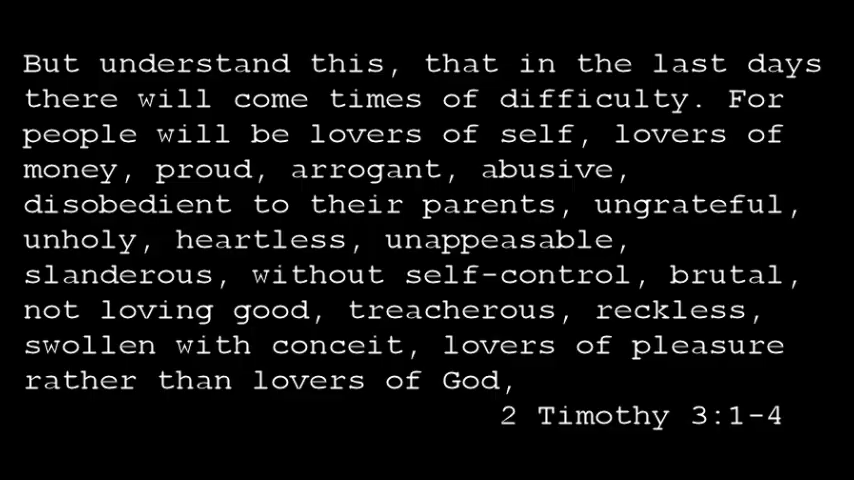 But understand this, that in the last days
there will come times of difficulty. For
people will be lovers of self, lovers of
money, proud, arrogant, abusive,
disobedient to their parents, ungrateful,
unholy, heartless, unappeasable,
slanderous, without self-control, brutal,
not loving good, treacherous, reckless,
swollen with conceit, lovers of pleasure
rather than lovers of God,
2 Timothy 3:1-4